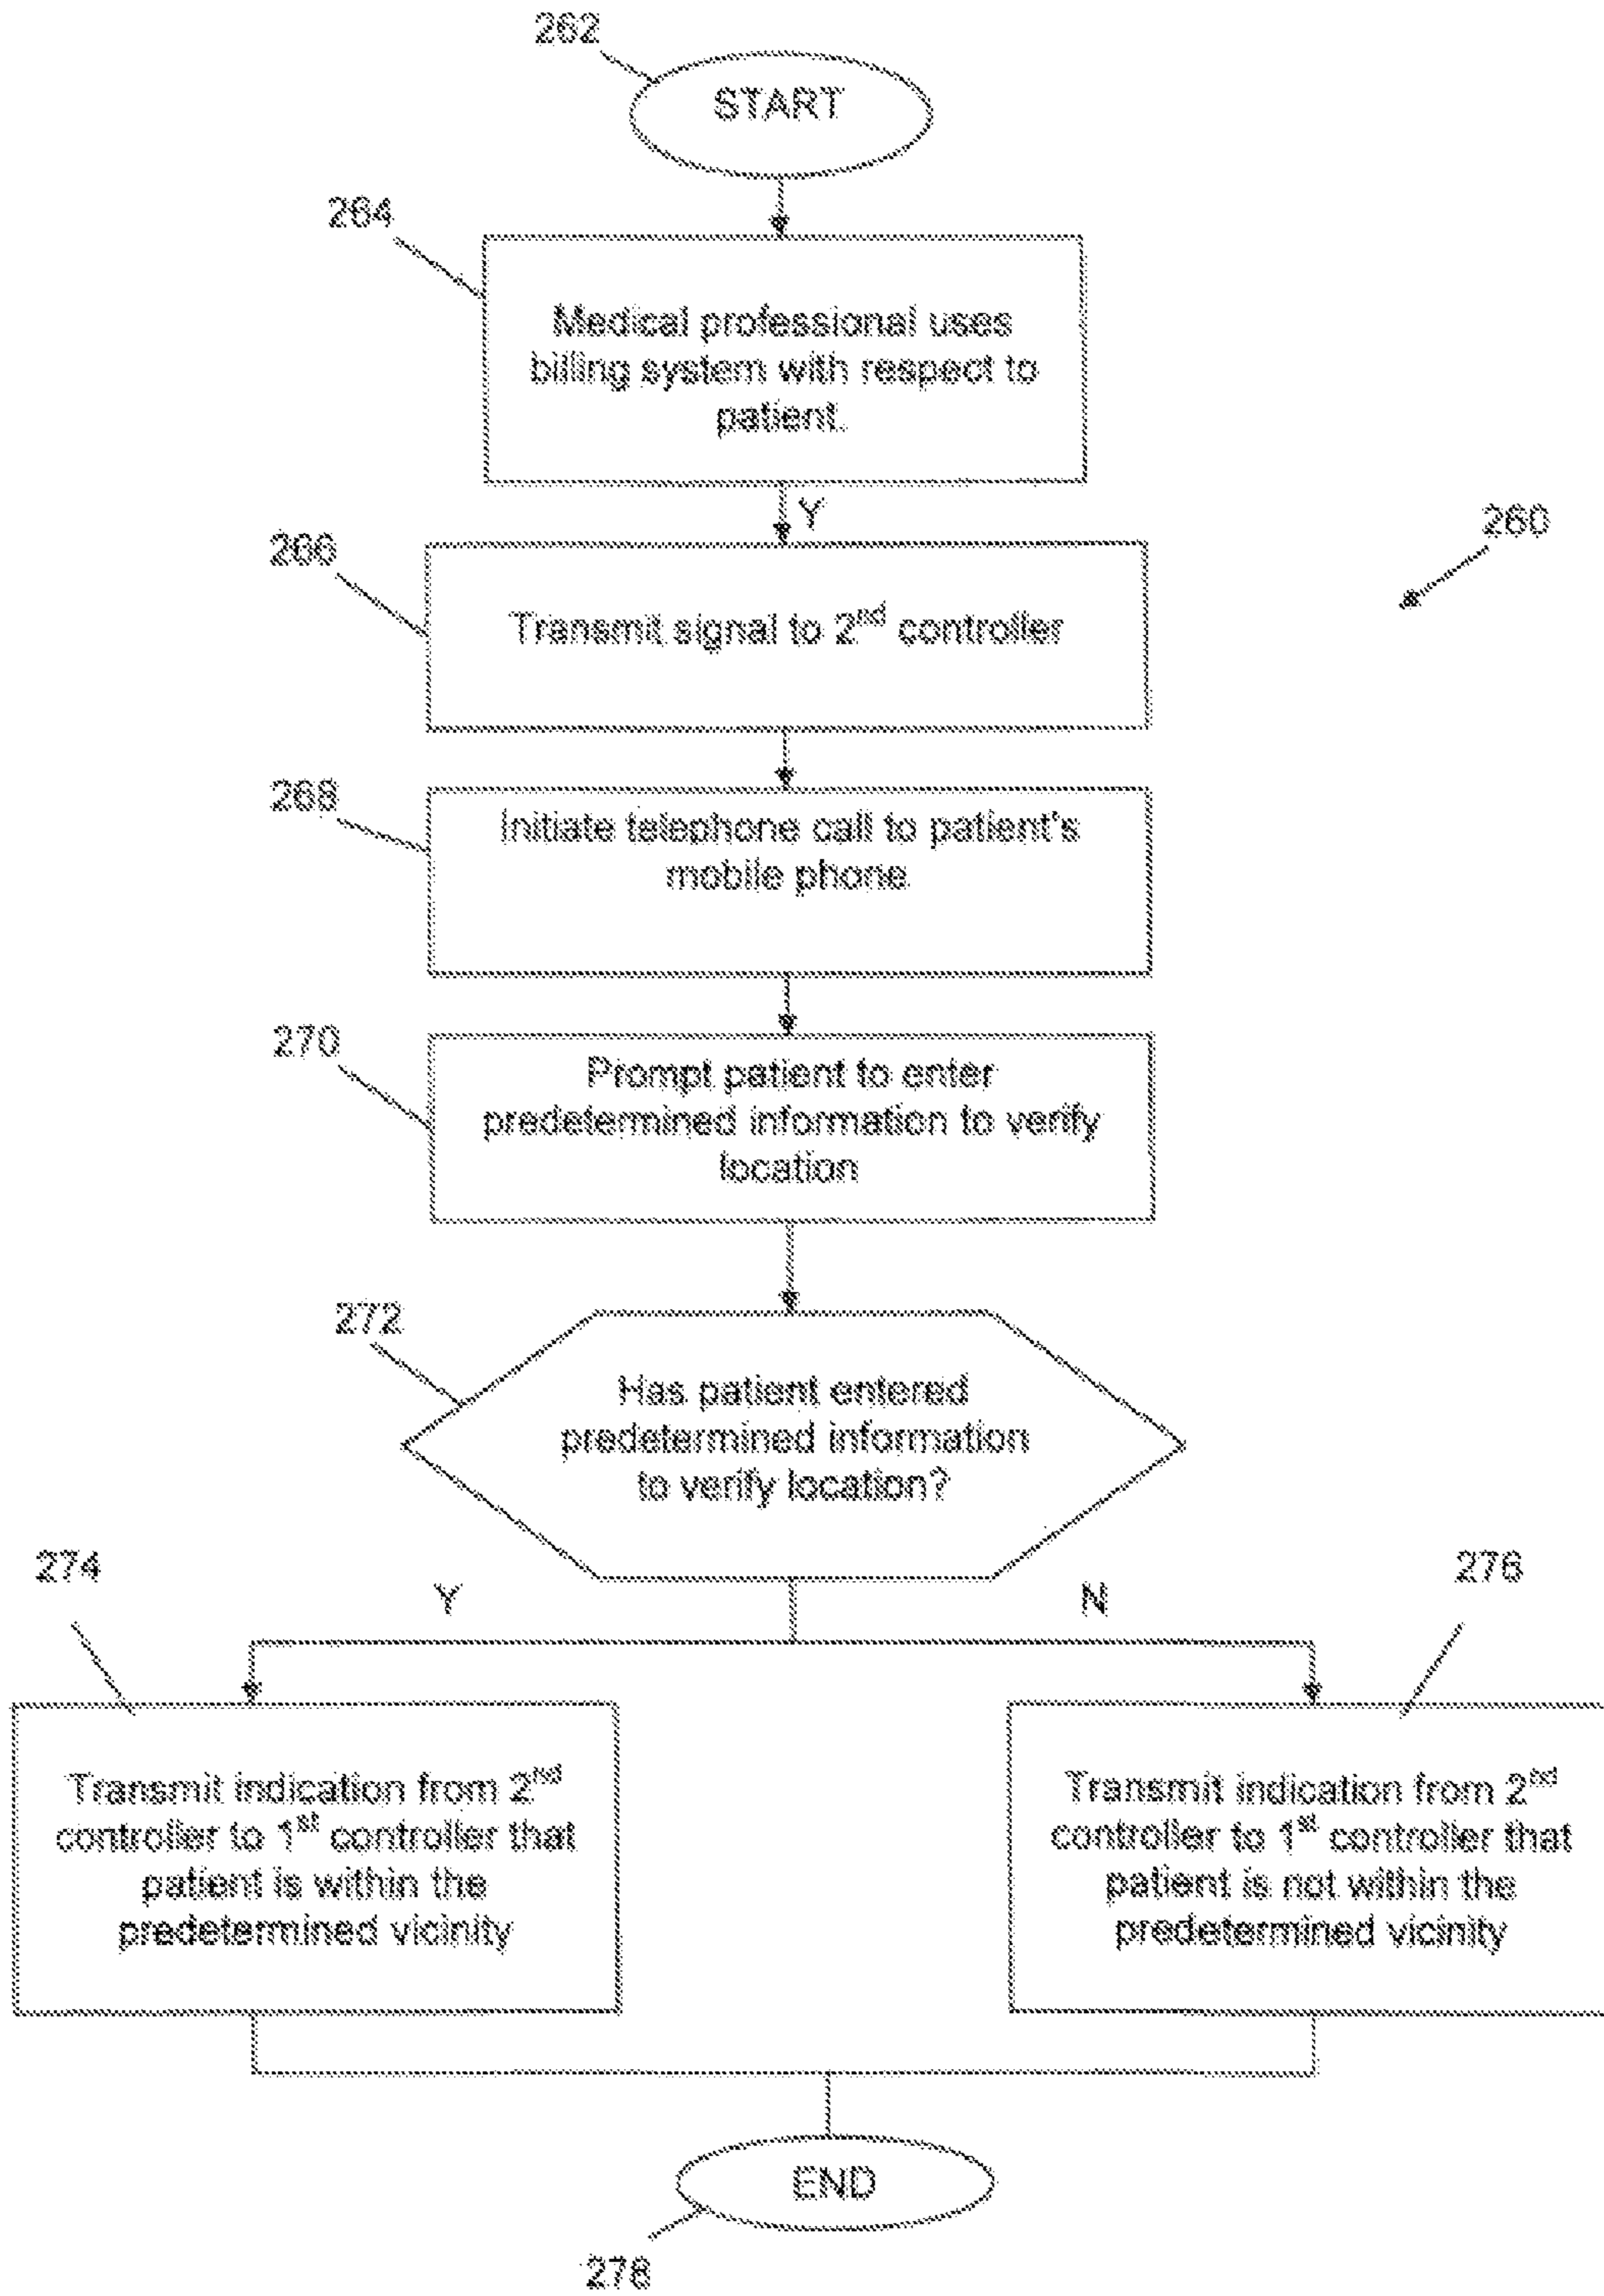 262
START
264
Medical professional uses
billing system with respect to
patient.
Y
266
260
Transmit signal to 2nd controller
268
Initiate telephone call to patient's
mobile phone
270
Prompt patient to enter
predetermined information to verify
location
272
Has patient entered
predetermined information
to verify location?
274
Y
N
276
Transmit indication from 2nd
controller to 1st controller that
patient is within the
predetermined vicinity
Transmit indication from 2nd
controller to 1st controller that
patient is not within the
predetermined vicinity
END
278